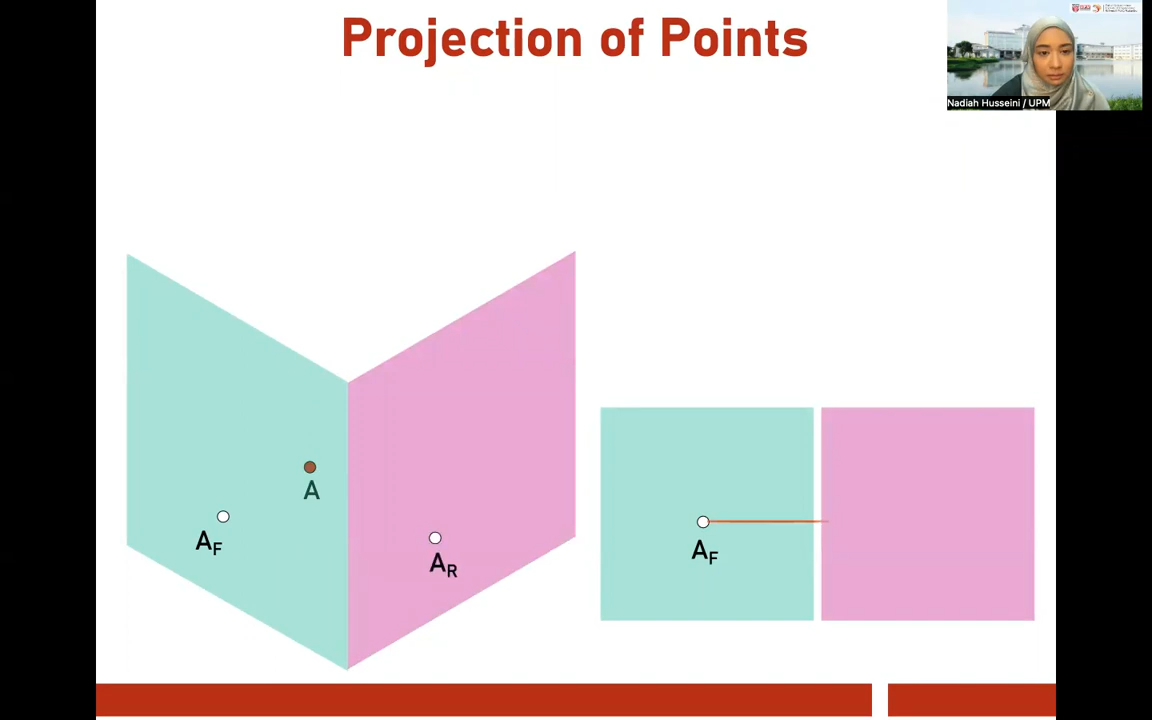 Projection of Points
Nadiah Husseini / UPM
A
A_F
A_R
A_F